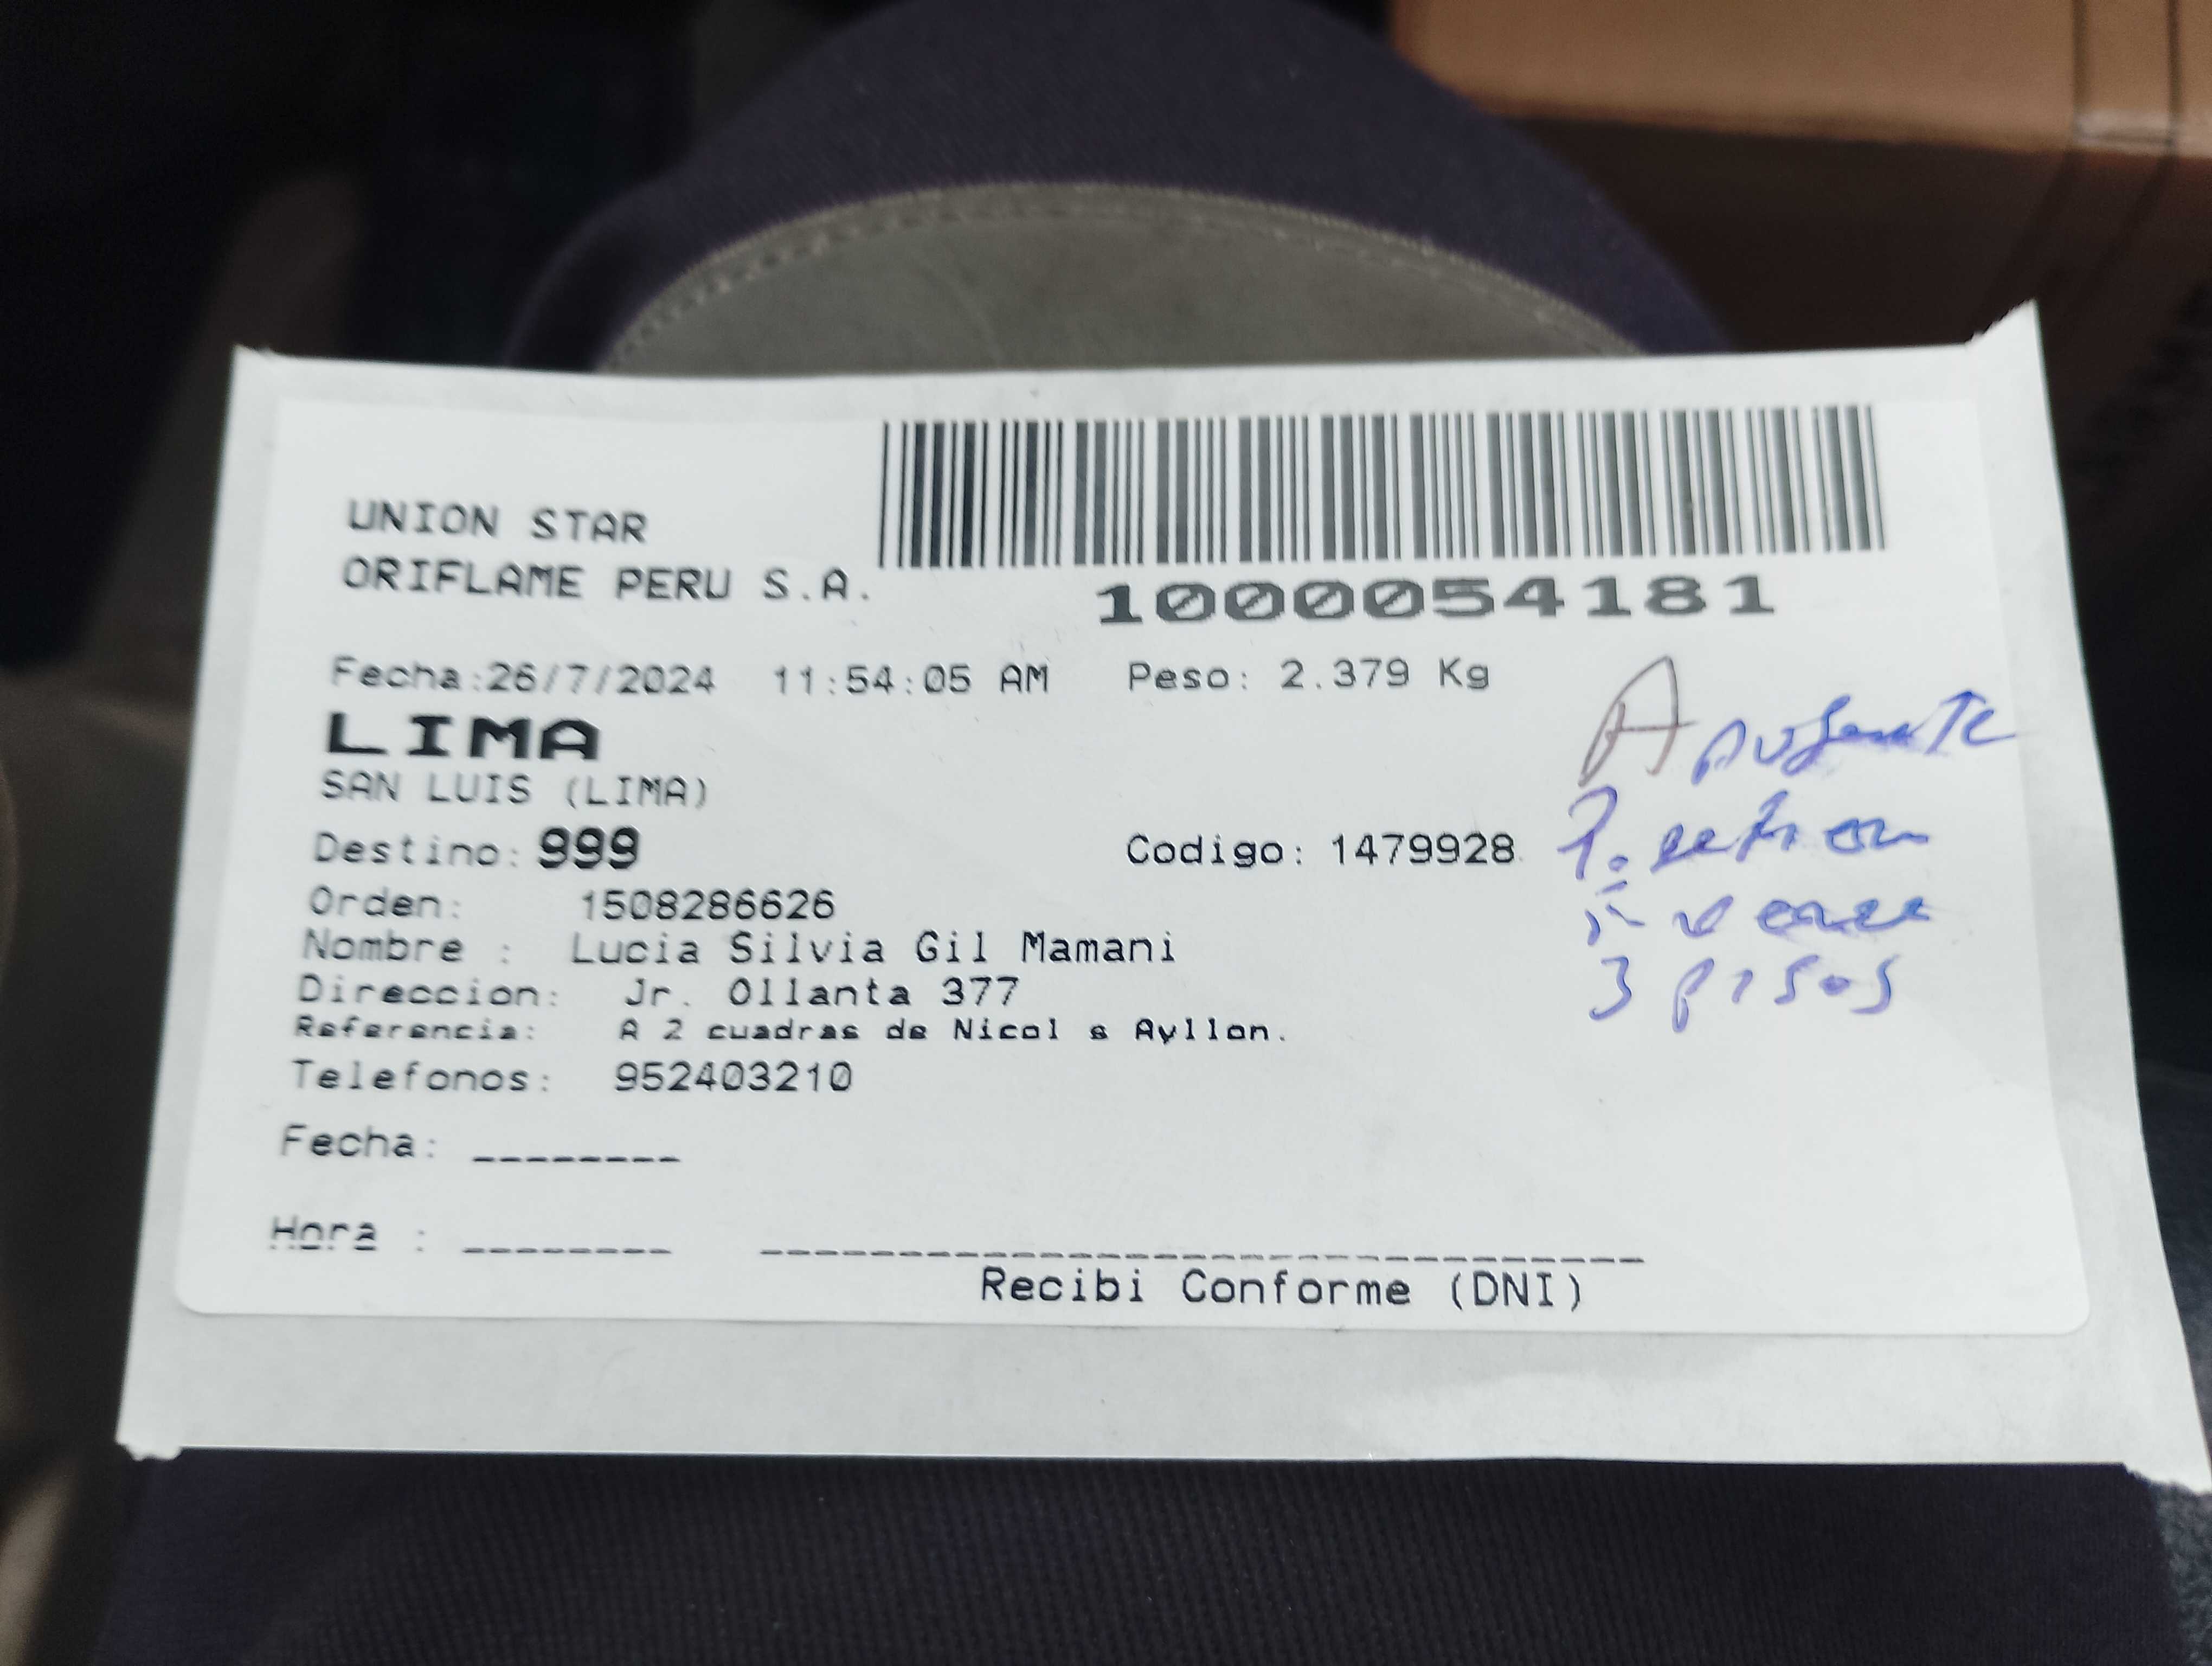 UNION STAR
ORIFLAME PERU S.A.
1000054181
Fecha:26/7/2024 11:54:05 AM Peso: 2.379 Kg
LIMA
SAN LUIS (LIMA)
Destino: 999 Codigo: 1479928
Orden: 1508286626
Nombre : Lucia Silvia Gil Mamani
Direccion: Jr. Ollanta 377
Referencia: A 2 cuadras de Nicol s Ayllon.
Telefonos: 952403210
Fecha: ________
Hora : ________
Recibi Conforme (DNI)
A ausente
3 pisos